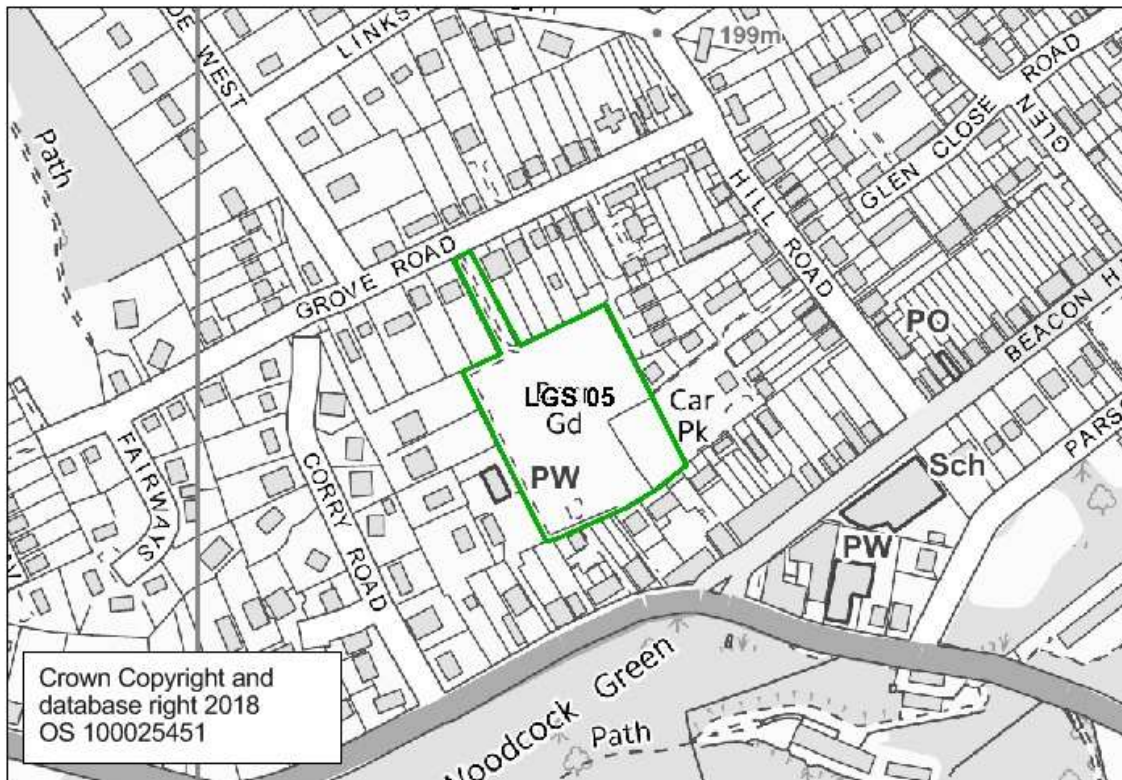 199m
LINKS
DE WEST
Path
GLEN CLOSE ROAD
GLEN
HILL ROAD
GROVE ROAD
PO
BEACON H
LGS 05
Gd
Car
Pk
PW
Sch
PARS
FAIRWAYS
CORRY ROAD
PW
Woodcock Green
Path
Crown Copyright and
database right 2018
OS 100025451